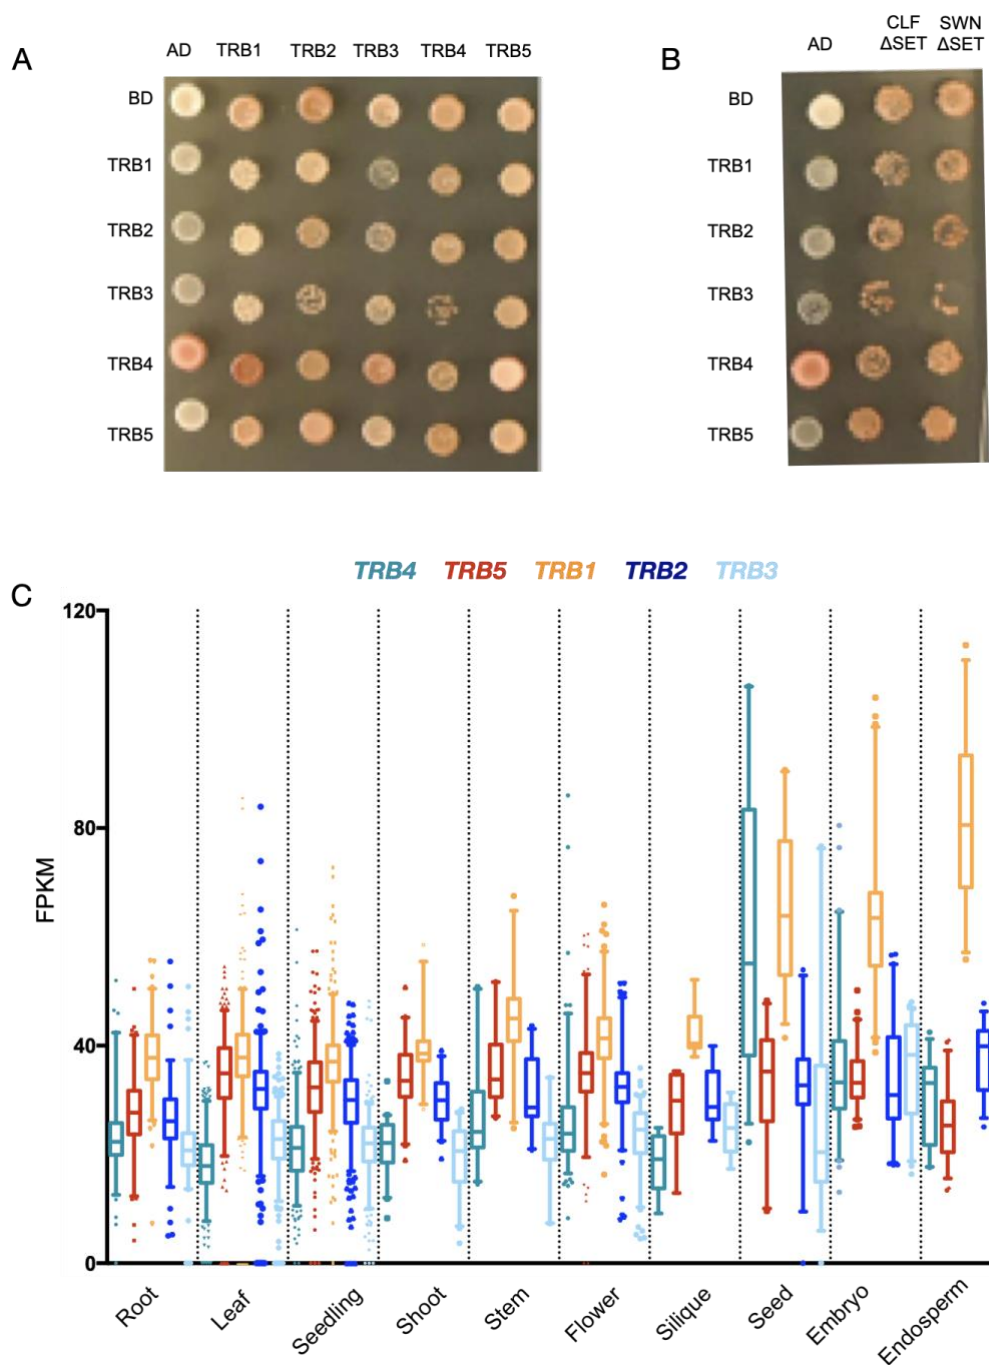 A
AD TRB1 TRB2 TRB3 TRB4 TRB5
BD
TRB1
TRB2
TRB3
TRB4
TRB5
B
AD CLF ΔSET SWN ΔSET
BD
TRB1
TRB2
TRB3
TRB4
TRB5
C
TRB4 TRB5 TRB1 TRB2 TRB3
FPKM
120
80
40
0
Root Leaf Seedling Shoot Stem Flower Silique Seed Embryo Endosperm